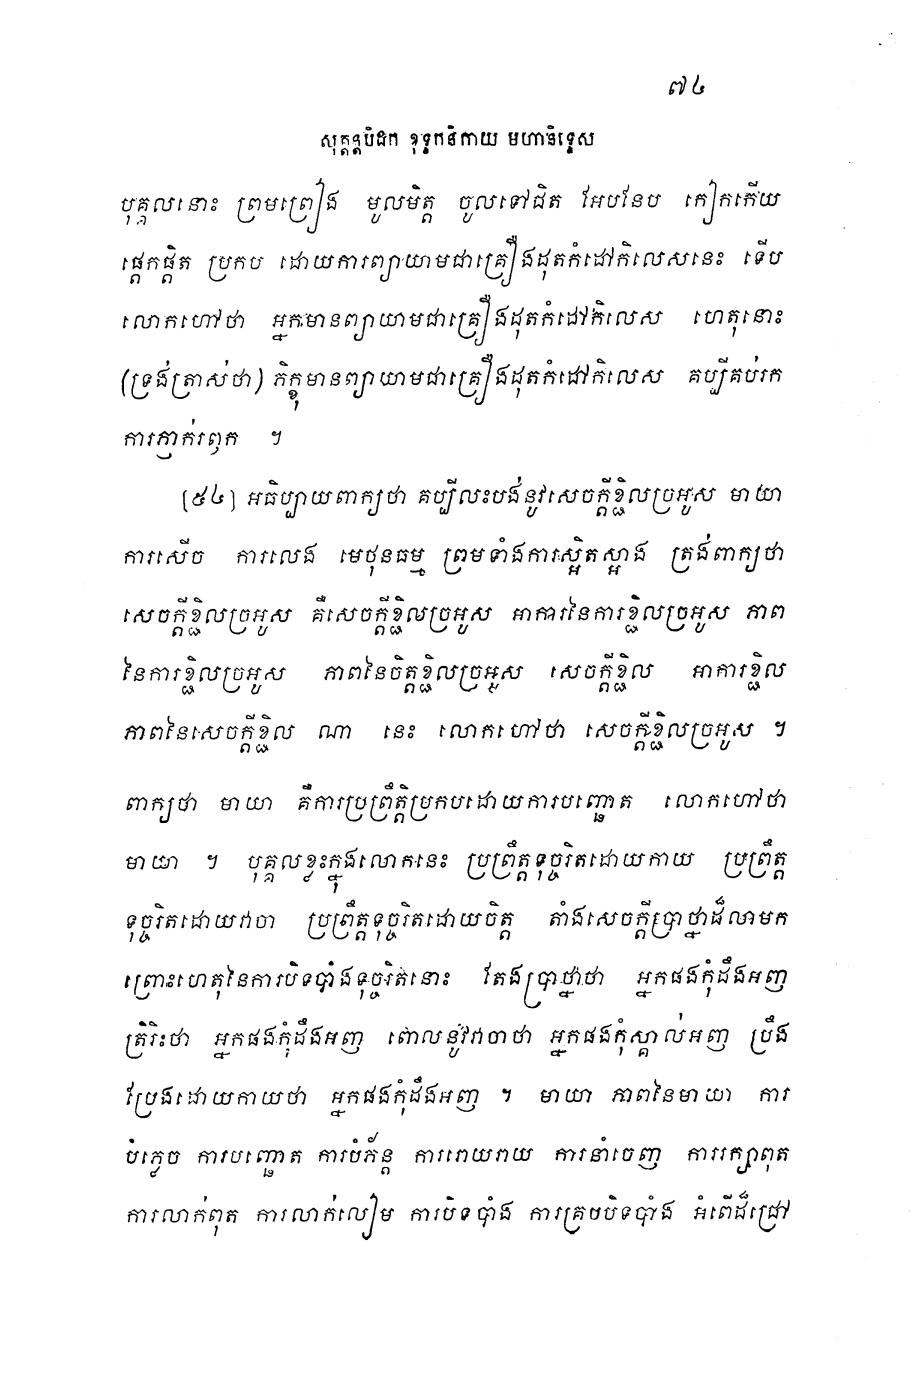 ៧៤
សុត្តន្តបិដក ខុទ្ទកនិកាយ មហានិទ្ទេស
បុគ្គលនោះ ព្រមព្រៀង មូលមិត្ត ចូលទៅជិត អែបនែប កៀកកើយ
ផ្តេកផ្តិត ប្រកប ដោយការព្យាយាមជាគ្រឿងដុតកំដៅកិលេសនេះ ទើប
លោកហៅថា អ្នកមានព្យាយាមជាគ្រឿងដុតកំដៅកិលេស ហេតុនោះ
(ទ្រង់ត្រាស់ថា) ភិក្ខុមានព្យាយាមជាគ្រឿងដុតកំដៅកិលេស គប្បីគប់រក
ការភ្ញាក់រឭក ។
[៥៤] អធិប្បាយពាក្យថា គប្បីលះបង់នូវសេចក្តីខ្ជិលច្រអូស មាយា
ការសើច ការលេង មេថុនធម្ម ព្រមទាំងការស្អិតស្អាង ត្រង់ពាក្យថា
សេចក្តីខ្ជិលច្រអូស គឺសេចក្តីខ្ជិលច្រអូស អាការនៃការខ្ជិលច្រអូស ភាព
នៃការខ្ជិលច្រអូស ភាពនៃចិត្តខ្ជិលច្រអូស សេចក្តីខ្ជិល អាការខ្ជិល
ភាពនៃសេចក្តីខ្ជិល ណា នេះ លោកហៅថា សេចក្តីខ្ជិលច្រអូស ។
ពាក្យថា មាយា គឺការប្រព្រឹត្តិប្រកបដោយការបញ្ឆោត លោកហៅថា
មាយា ។ បុគ្គលខ្លះក្នុងលោកនេះ ប្រព្រឹត្តទុច្ចរិតដោយកាយ ប្រព្រឹត្ត
ទុច្ចរិតដោយវាចា ប្រព្រឹត្តទុច្ចរិតដោយចិត្ត តាំងសេចក្តីប្រាថ្នាដ៏លាមក
ព្រោះហេតុនៃការបិទបាំងទុច្ចរិតនោះ តែងប្រាថ្នាថា អ្នកផងកុំដឹងអញ
ត្រិរិះថា អ្នកផងកុំដឹងអញ ពោលនូវវាចាថា អ្នកផងកុំស្គាល់អញ ប្រឹង
ប្រែងដោយកាយថា អ្នកផងកុំដឹងអញ ។ មាយា ភាពនៃមាយា ការ
បំភ្លេច ការបញ្ឆោត ការបំភ័ន្ត ការរោយរាយ ការនាំចេញ ការរក្សាពុត
ការលាក់ពុត ការលាក់លៀម ការបិទបាំង ការគ្របបិទបាំង អំពើដ៏ជ្រៅ